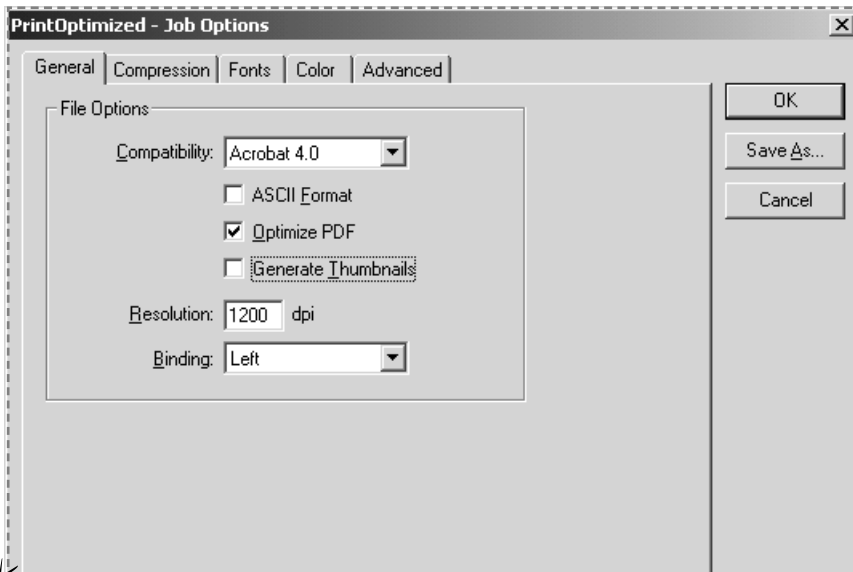 PrintOptimized - Job Options
General Compression Fonts Color Advanced
File Options
Compatibility: Acrobat 4.0
ASCII Format
Optimize PDF
Generate Thumbnails
Resolution: 1200 dpi
Binding: Left
OK
Save As...
Cancel